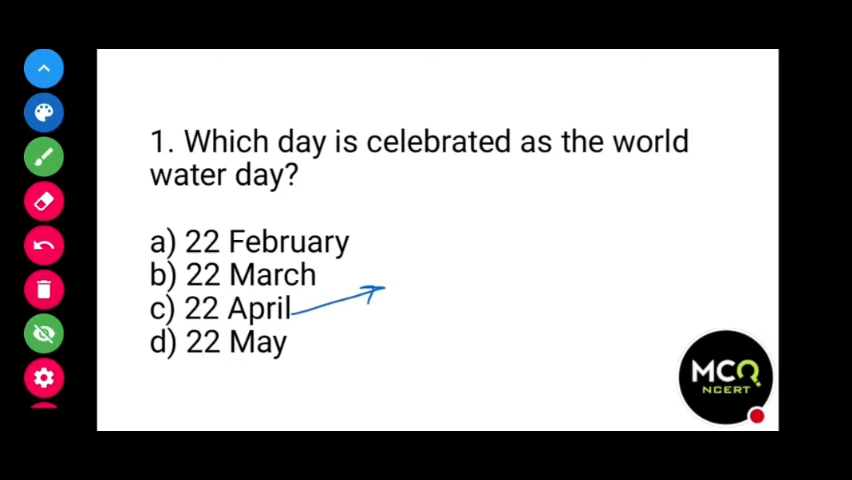 1. Which day is celebrated as the world
water day?
a) 22 February
b) 22 March
c) 22 April
d) 22 May
MCQ
NCERT